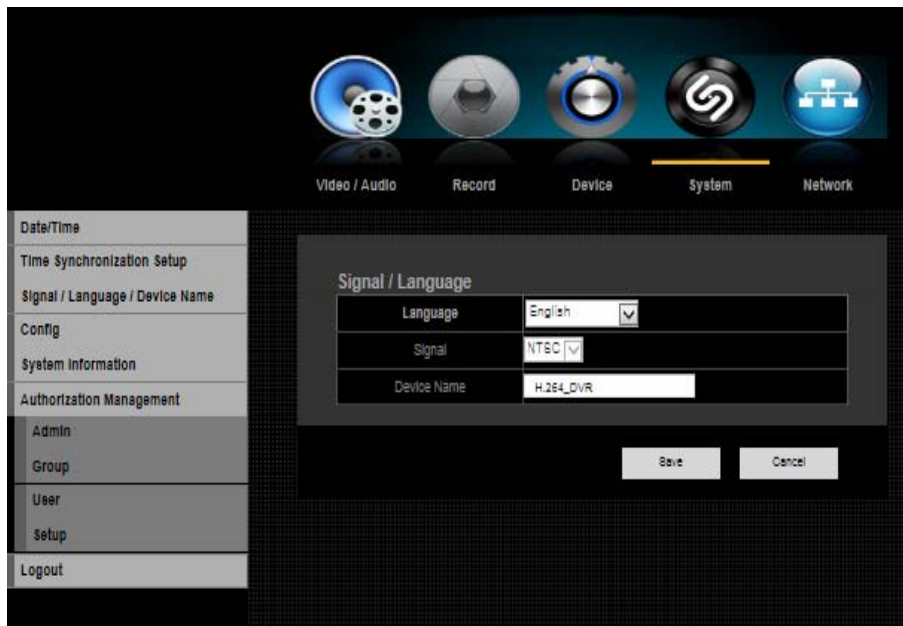 Video / Audio Record Device System Network
Date/Time
Time Synchronization Setup
Signal / Language / Device Name
Config
System Information
Authorization Management
Admin
Group
User
Setup
Logout
Signal / Language
Language English
Signal NTSC
Device Name H.264_DVR
Save Cancel